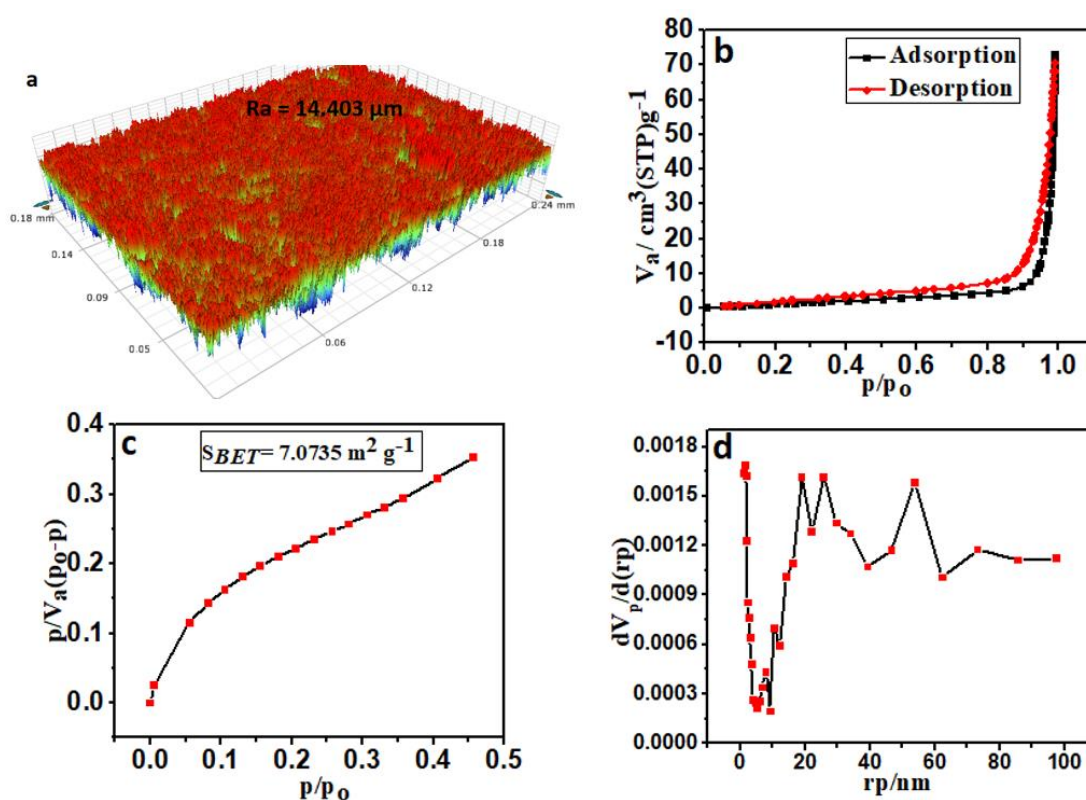 a
Ra = 14.403 μm
0.18 mm
0.14
0.09
0.05
0.24 mm
0.18
0.12
0.06
b
Adsorption
Desorption
Va/ cm³(STP)g⁻¹
80
70
60
50
40
30
20
10
0
-10
0.0 0.2 0.4 0.6 0.8 1.0
p/po
c
SBET= 7.0735 m² g⁻¹
p/Va(po-p)
0.4
0.3
0.2
0.1
0.0
0.0 0.1 0.2 0.3 0.4 0.5
p/po
d
dVp/d(rp)
0.0018
0.0015
0.0012
0.0009
0.0006
0.0003
0.0000
0 20 40 60 80 100
rp/nm